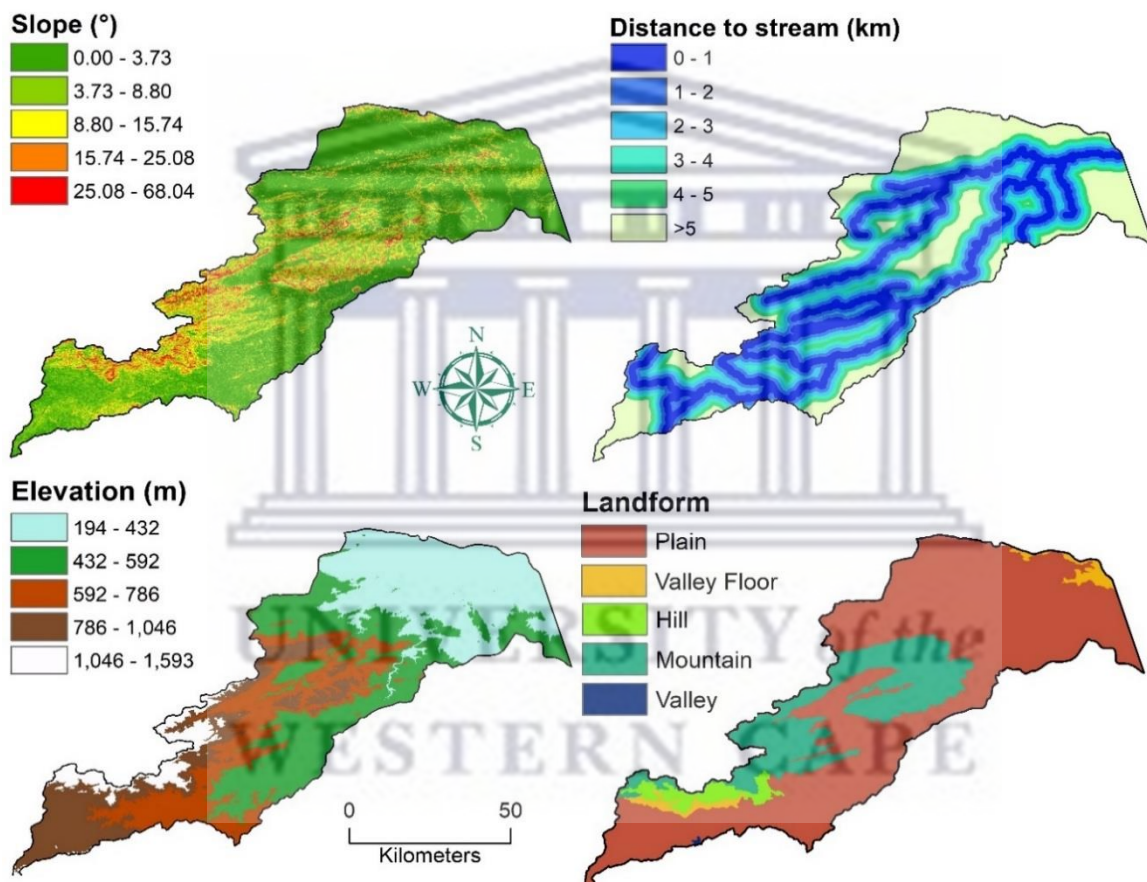 Slope (°)
0.00 - 3.73
3.73 - 8.80
8.80 - 15.74
15.74 - 25.08
25.08 - 68.04
Distance to stream (km)
0 - 1
1 - 2
2 - 3
3 - 4
4 - 5
>5
N
W E
S
Elevation (m)
194 - 432
432 - 592
592 - 786
786 - 1,046
1,046 - 1,593
0 50
Kilometers
Landform
Plain
Valley Floor
Hill
Mountain
Valley
UNIVERSITY of the
WESTERN CAPE